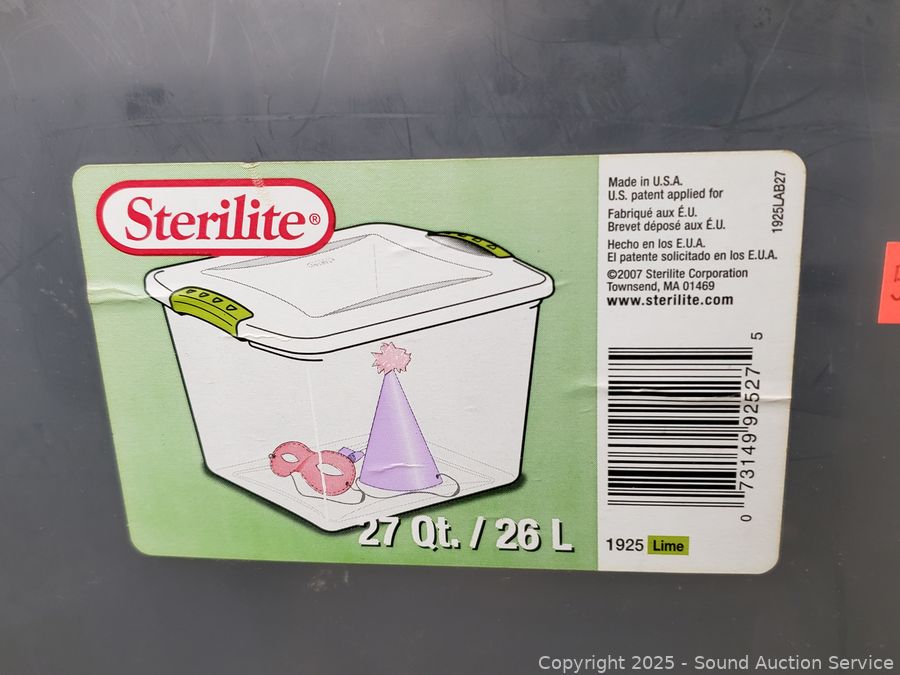 Sterilite®
27 Qt. / 26 L
Made in U.S.A.
U.S. patent applied for
Fabriqué aux É.U.
Brevet déposé aux É.U.
Hecho en los E.U.A.
El patente solicitado en los E.U.A.
©2007 Sterilite Corporation
Townsend, MA 01469
www.sterilite.com
1925LAB27
0 73149 92527 5
1925 Lime
Copyright 2025 - Sound Auction Service